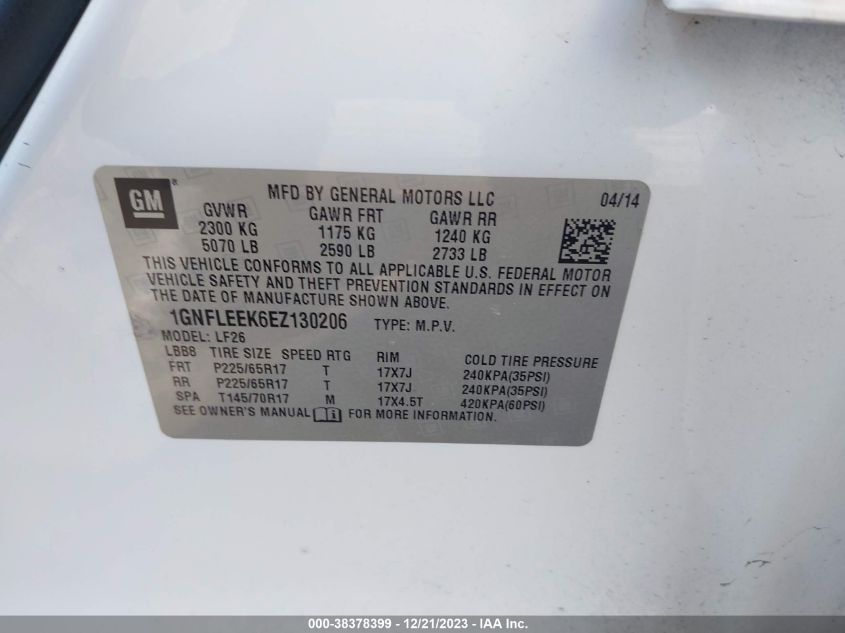 GM
MFD BY GENERAL MOTORS LLC 04/14
GVWR GAWR FRT GAWR RR
2300 KG 1175 KG 1240 KG
5070 LB 2590 LB 2733 LB
THIS VEHICLE CONFORMS TO ALL APPLICABLE U.S. FEDERAL MOTOR
VEHICLE SAFETY AND THEFT PREVENTION STANDARDS IN EFFECT ON
THE DATE OF MANUFACTURE SHOWN ABOVE.
1GNFLEEK6EZ130206 TYPE: M.P.V.
MODEL: LF26
LBB8 TIRE SIZE SPEED RTG RIM COLD TIRE PRESSURE
FRT P225/65R17 T 17X7J 240KPA(35PSI)
RR P225/65R17 T 17X7J 240KPA(35PSI)
SPA T145/70R17 M 17X4.5T 420KPA(60PSI)
SEE OWNER'S MANUAL FOR MORE INFORMATION.
000-38378399 - 12/21/2023 - IAA Inc.